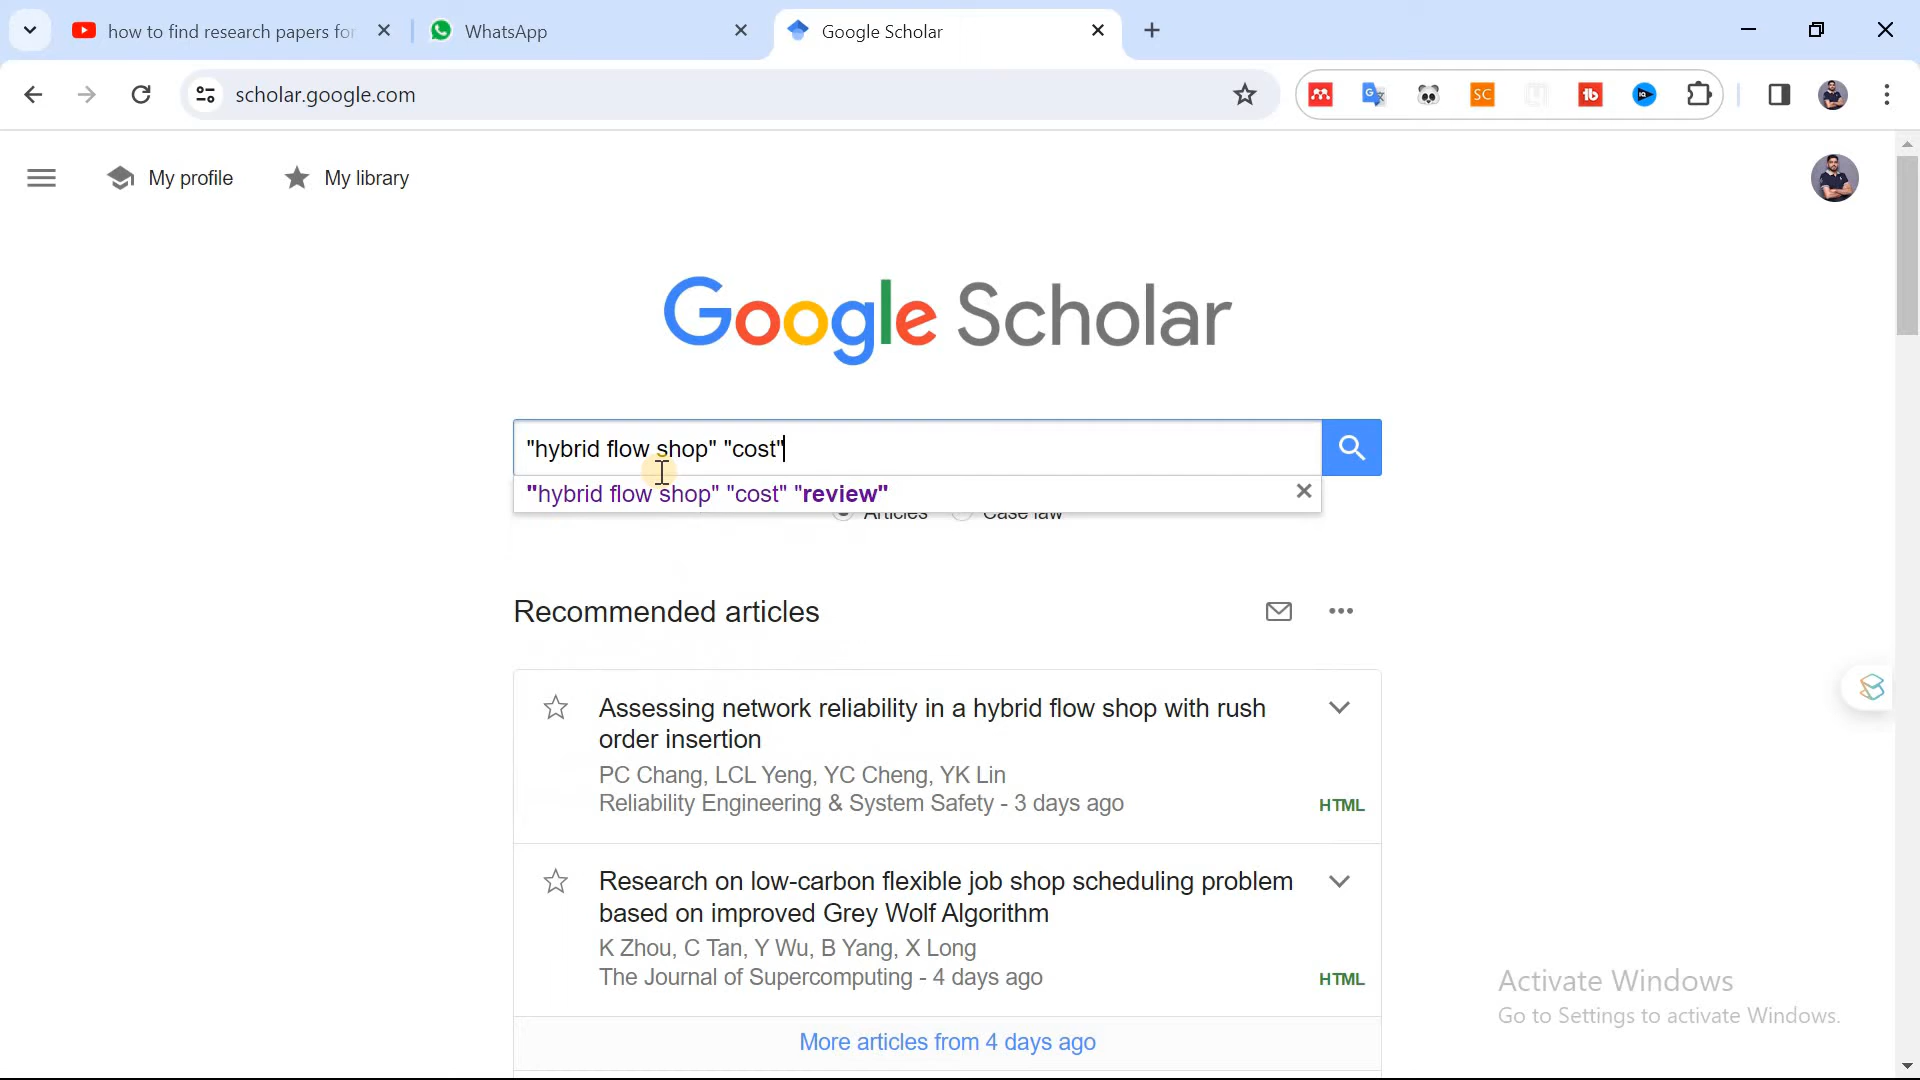 how to find research papers for
WhatsApp
Google Scholar
scholar.google.com
SC
My profile
My library
Google Scholar
"hybrid flow shop" "cost"
"hybrid flow shop" "cost" "review"
Articles
Case law
Recommended articles
Assessing network reliability in a hybrid flow shop with rush
order insertion
PC Chang, LCL Yeng, YC Cheng, YK Lin
Reliability Engineering & System Safety - 3 days ago
HTML
Research on low-carbon flexible job shop scheduling problem
based on improved Grey Wolf Algorithm
K Zhou, C Tan, Y Wu, B Yang, X Long
The Journal of Supercomputing - 4 days ago
HTML
More articles from 4 days ago
Activate Windows
Go to Settings to activate Windows.